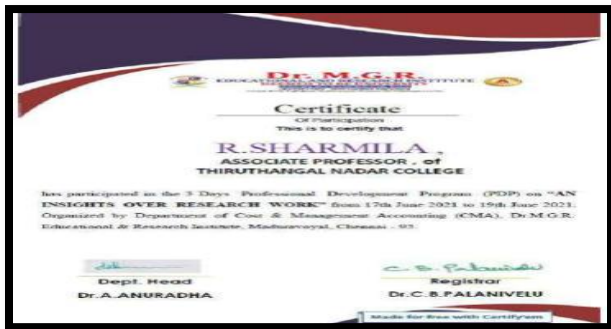 Dr. M.G.R.
EDUCATIONAL AND RESEARCH INSTITUTE
Certificate
Of Participation
This is to certify that
R.SHARMILA ,
ASSOCIATE PROFESSOR , of
THIRUTHANGAL NADAR COLLEGE
has participated in the 3 Days Professional Development Program (PDP) on "AN
INSIGHTS OVER RESEARCH WORK" from 17th June 2021 to 19th June 2021.
Organized by Department of Cost & Management Accounting (CMA), Dr.M.G.R.
Educational & Research Institute, Maduravoyal, Chennai - 95.
C. B. Palanivelu
Dept. Head
Registrar
Dr.A.ANURADHA
Dr.C.B.PALANIVELU
Made for free with Certify'em